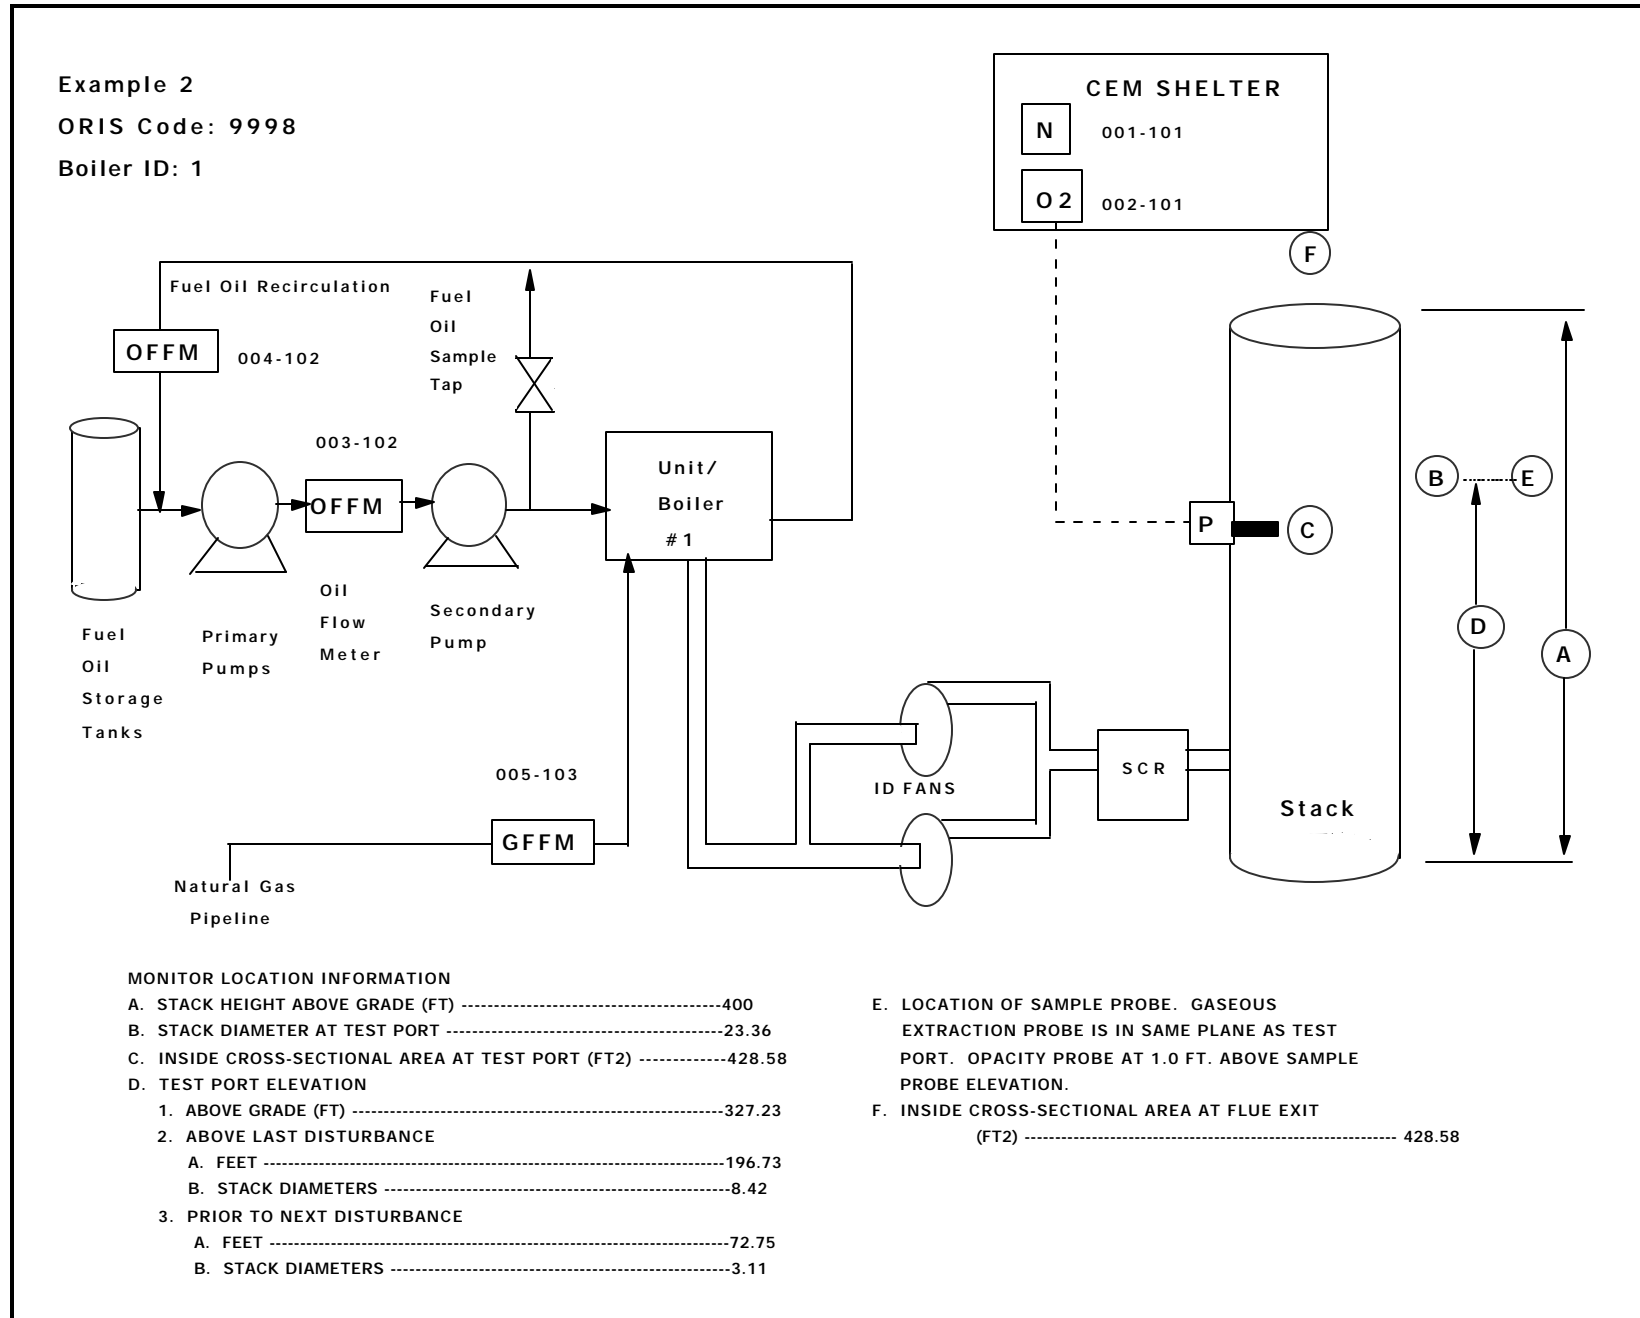 Example 2
ORIS Code: 9998
Boiler ID: 1
CEM SHELTER
N 001-101
O2 002-101
F
Fuel Oil Recirculation
OFFM 004-102
Fuel
Oil
Sample
Tap
003-102
OFFM
Unit/
Boiler
#1
P
C
B
E
D
A
Fuel
Oil
Storage
Tanks
Primary
Pumps
Oil
Flow
Meter
Secondary
Pump
005-103
GFFM
Natural Gas
Pipeline
ID FANS
SCR
Stack
MONITOR LOCATION INFORMATION
A. STACK HEIGHT ABOVE GRADE (FT) ----------------------------------------400
B. STACK DIAMETER AT TEST PORT -------------------------------------------23.36
C. INSIDE CROSS-SECTIONAL AREA AT TEST PORT (FT2) -------------428.58
D. TEST PORT ELEVATION
1. ABOVE GRADE (FT) ----------------------------------------------------------327.23
2. ABOVE LAST DISTURBANCE
A. FEET ------------------------------------------------------------------------196.73
B. STACK DIAMETERS ------------------------------------------------------8.42
3. PRIOR TO NEXT DISTURBANCE
A. FEET ------------------------------------------------------------------------72.75
B. STACK DIAMETERS -----------------------------------------------------3.11
E. LOCATION OF SAMPLE PROBE. GASEOUS
EXTRACTION PROBE IS IN SAME PLANE AS TEST
PORT. OPACITY PROBE AT 1.0 FT. ABOVE SAMPLE
PROBE ELEVATION.
F. INSIDE CROSS-SECTIONAL AREA AT FLUE EXIT
(FT2) ------------------------------------------------------------ 428.58